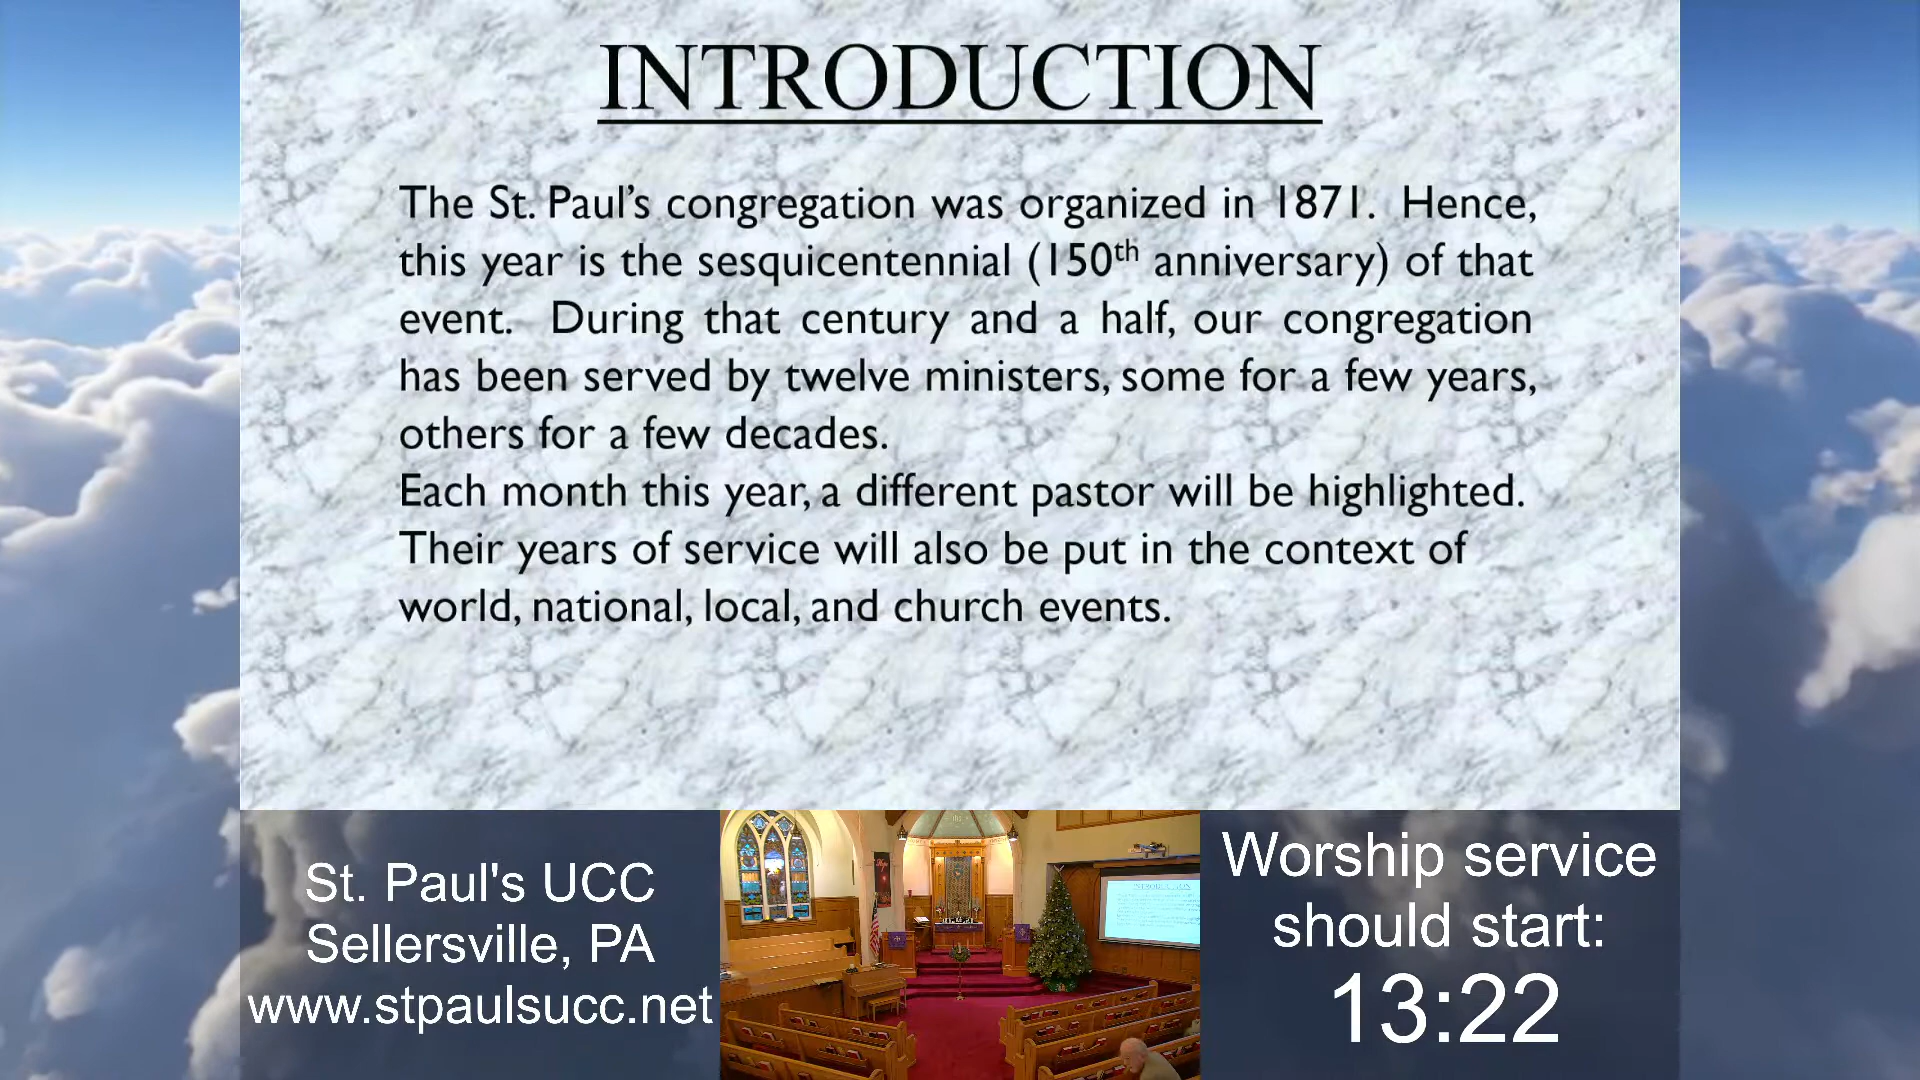 INTRODUCTION
The St. Paul’s congregation was organized in 1871. Hence,
this year is the sesquicentennial (150th anniversary) of that
event. During that century and a half, our congregation
has been served by twelve ministers, some for a few years,
others for a few decades.
Each month this year, a different pastor will be highlighted.
Their years of service will also be put in the context of
world, national, local, and church events.
St. Paul's UCC
Sellersville, PA
www.stpaulsucc.net
INTRODUCTION
Worship service
should start:
13:22